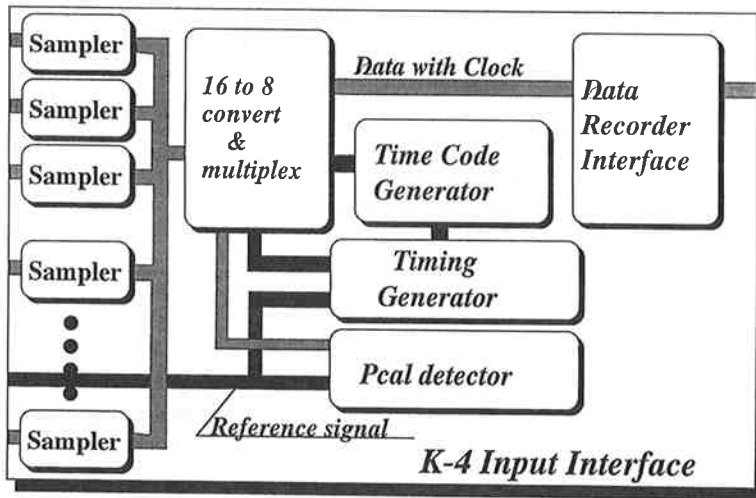 Sampler
Sampler
Sampler
Sampler
Sampler
16 to 8
convert
&
multiplex
Data with Clock
Data
Recorder
Interface
Time Code
Generator
Timing
Generator
Pcal detector
Reference signal
K-4 Input Interface